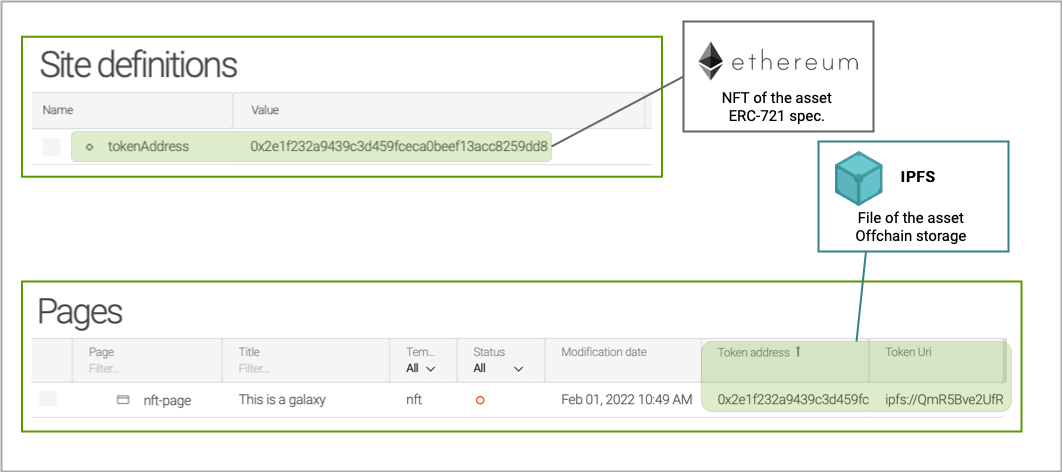 Site definitions
Name Value
tokenAddress 0x2e1f232a9439c3d459fceca0beef13acc8259dd8
ethereum
NFT of the asset
ERC-721 spec.
IPFS
File of the asset
Offchain storage
Pages
Page Title Tem... Status Modification date Token address Token Uri
Filter... Filter... All All
nft-page This is a galaxy nft Feb 01, 2022 10:49 AM 0x2e1f232a9439c3d459fc ipfs://QmR5Bve2UfR